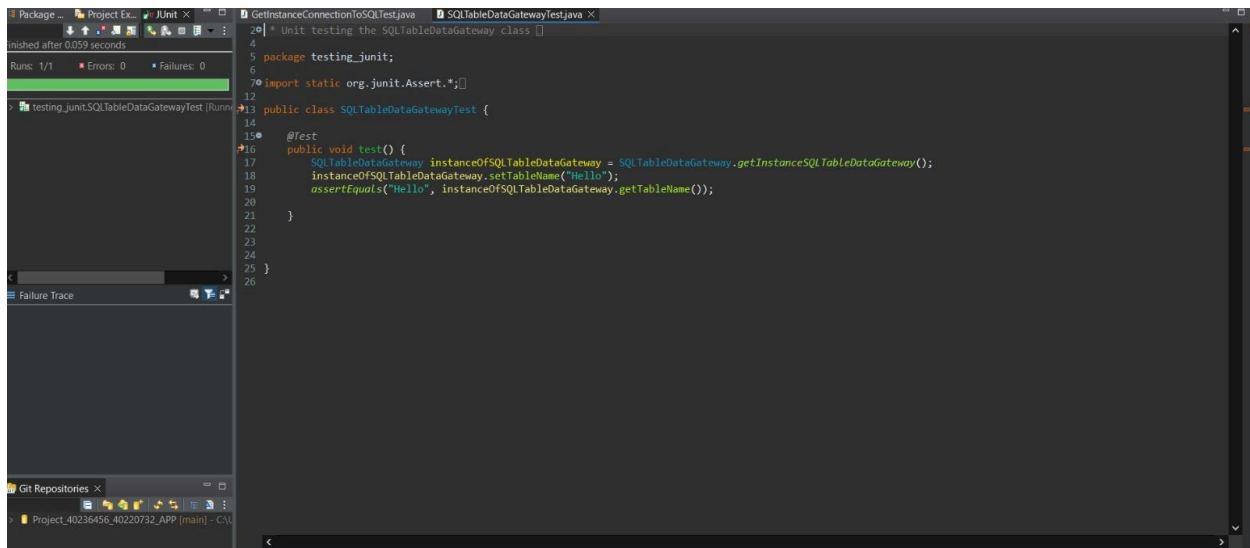 Package ... Project Ex... JUnit ×
Finished after 0.059 seconds
Runs: 1/1 Errors: 0 Failures: 0
testing_junit.SQLTableDataGatewayTest [Runne
Failure Trace
Git Repositories ×
Project_40236456_40220732_APP [main] - C:\U
GetInstanceConnectionToSQLTest.java SQLTableDataGatewayTest.java ×
2 * Unit testing the SQLTableDataGateway class
4
5 package testing_junit;
6
7 import static org.junit.Assert.*;
12
13 public class SQLTableDataGatewayTest {
14
15 @Test
16 public void test() {
17 SQLTableDataGateway instanceOfSQLTableDataGateway = SQLTableDataGateway.getInstanceSQLTableDataGateway();
18 instanceOfSQLTableDataGateway.setTableName("Hello");
19 assertEquals("Hello", instanceOfSQLTableDataGateway.getTableName());
20
21 }
22
23
24
25 }
26